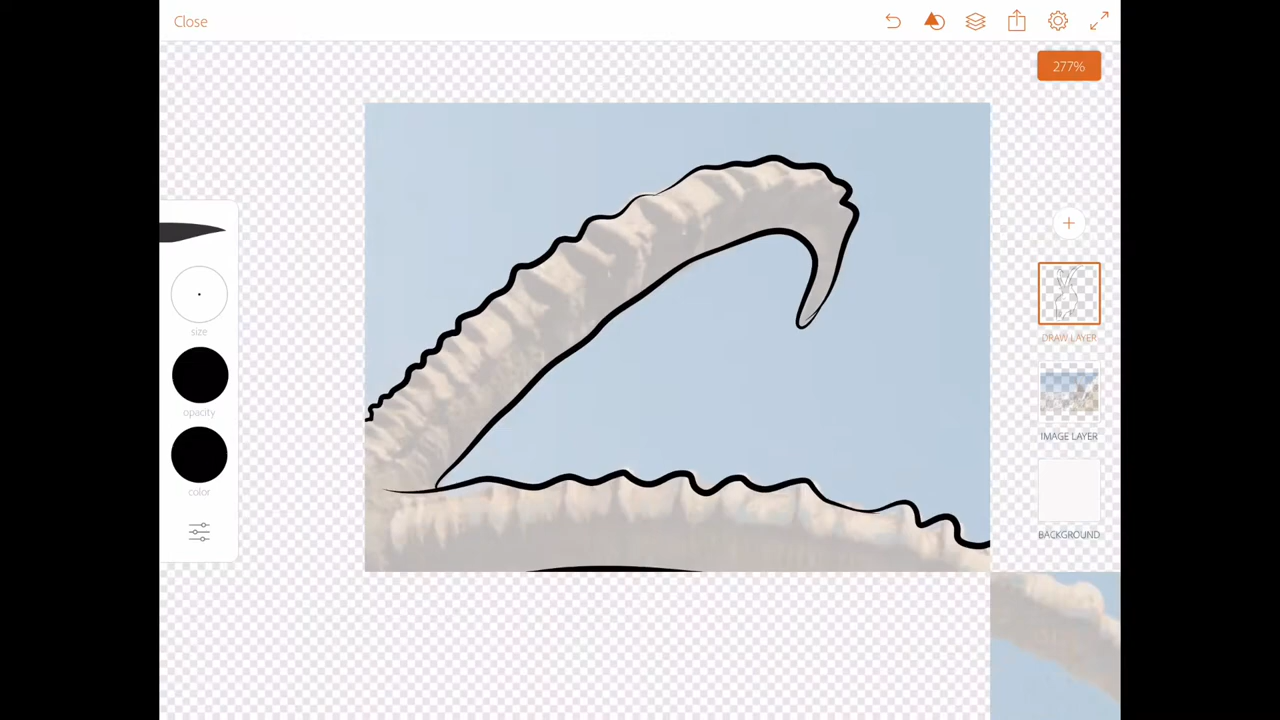 Close
277%
size
opacity
color
DRAW LAYER
IMAGE LAYER
BACKGROUND